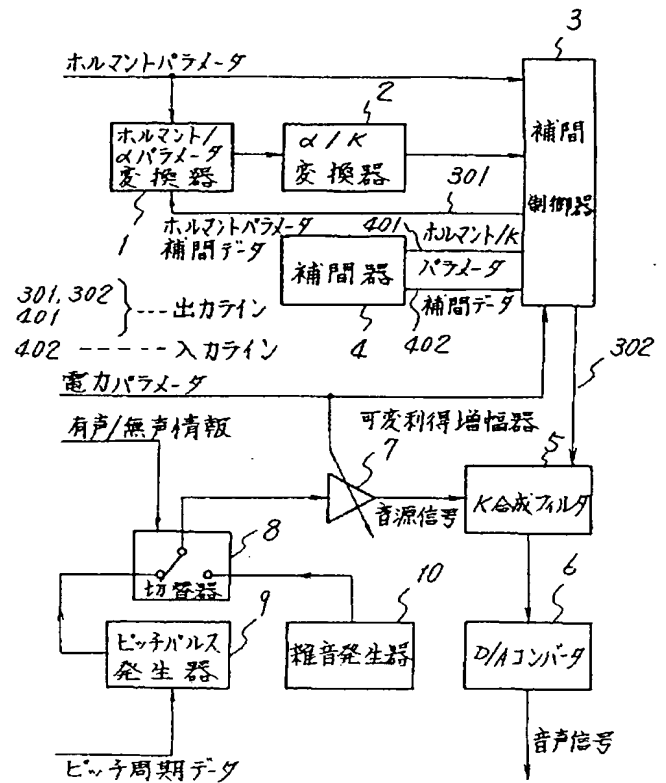 3
ホルマントパラメータ
2
ホルマント/
αパラメータ
変換器
α/K
変換器
補間
制御器
1
301
ホルマントパラメータ
補間データ
401
ホルマント/K
パラメータ
補間器
補間データ
4
402
301, 302
401
出力ライン
402
入力ライン
302
電力パラメータ
有声/無声情報
可変利得増幅器
7
5
音源信号
K合成フィルタ
8
切替器
10
6
9
ピッチパルス
発生器
雑音発生器
D/Aコンバータ
音声信号
ピッチ周期データ